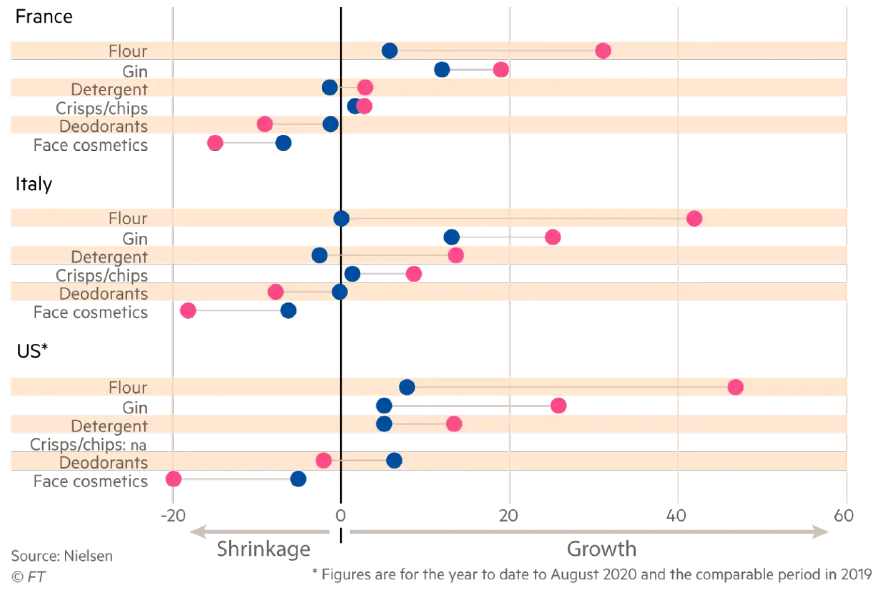 France
Flour
Gin
Detergent
Crisps/chips
Deodorants
Face cosmetics
Italy
Flour
Gin
Detergent
Crisps/chips
Deodorants
Face cosmetics
US*
Flour
Gin
Detergent
Crisps/chips: na
Deodorants
Face cosmetics
-20 0 20 40 60
Shrinkage Growth
Source: Nielsen
© FT
* Figures are for the year to date to August 2020 and the comparable period in 2019